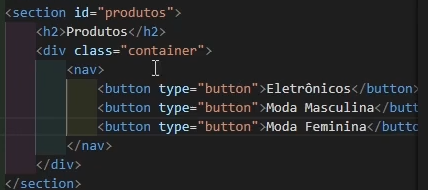 <section id="produtos">
<h2>Produtos</h2>
<div class="container">
<nav>
<button type="button">Eletrônicos</button>
<button type="button">Moda Masculina</butt
<button type="button">Moda Feminina</butto
</nav>
</div>
</section>